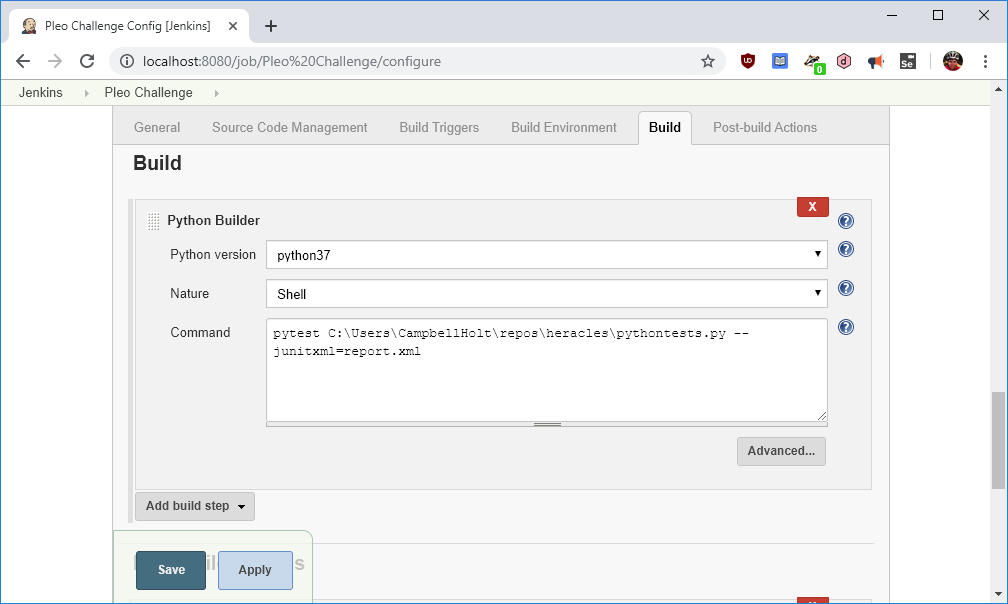 Pleo Challenge Config [Jenkins]
localhost:8080/job/Pleo%20Challenge/configure
UD
0
d
Se
Jenkins
Pleo Challenge
General Source Code Management Build Triggers Build Environment Build Post-build Actions
Build
X
Python Builder
?
Python version python37
?
Nature Shell
?
Command
?
pytest C:\Users\CampbellHolt\repos\heracles\pythontests.py --
junitxml=report.xml
Advanced...
Add build step
Save Apply